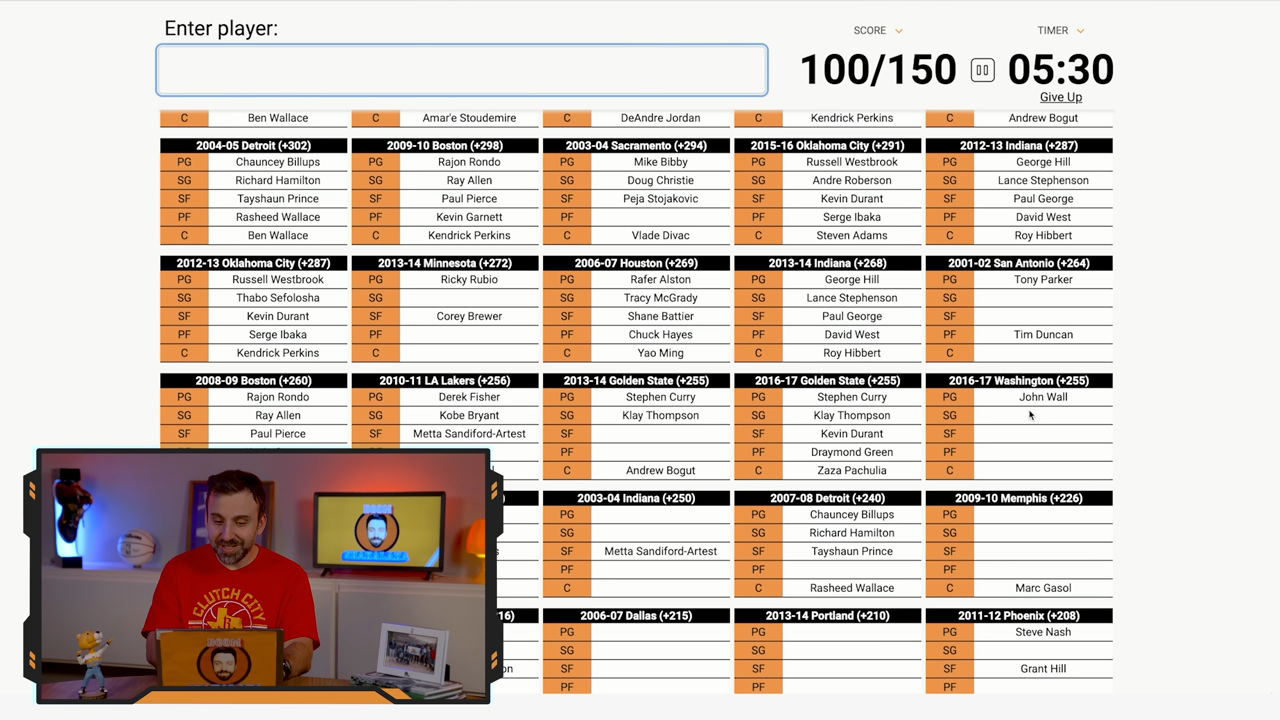 Enter player:
SCORE
TIMER
100/150
05:30
Give Up
C Ben Wallace C Amar'e Stoudemire C DeAndre Jordan C Kendrick Perkins C Andrew Bogut
2004-05 Detroit (+302) 2009-10 Boston (+298) 2003-04 Sacramento (+294) 2015-16 Oklahoma City (+291) 2012-13 Indiana (+287)
PG Chauncey Billups PG Rajon Rondo PG Mike Bibby PG Russell Westbrook PG George Hill
SG Richard Hamilton SG Ray Allen SG Doug Christie SG Andre Roberson SG Lance Stephenson
SF Tayshaun Prince SF Paul Pierce SF Peja Stojakovic SF Kevin Durant SF Paul George
PF Rasheed Wallace PF Kevin Garnett PF PF Serge Ibaka PF David West
C Ben Wallace C Kendrick Perkins C Vlade Divac C Steven Adams C Roy Hibbert
2012-13 Oklahoma City (+287) 2013-14 Minnesota (+272) 2006-07 Houston (+269) 2013-14 Indiana (+268) 2001-02 San Antonio (+264)
PG Russell Westbrook PG Ricky Rubio PG Rafer Alston PG George Hill PG Tony Parker
SG Thabo Sefolosha SG SG Tracy McGrady SG Lance Stephenson SG
SF Kevin Durant SF Corey Brewer SF Shane Battier SF Paul George SF
PF Serge Ibaka PF PF Chuck Hayes PF David West PF Tim Duncan
C Kendrick Perkins C C Yao Ming C Roy Hibbert C
2008-09 Boston (+260) 2010-11 LA Lakers (+256) 2013-14 Golden State (+255) 2016-17 Golden State (+255) 2016-17 Washington (+255)
PG Rajon Rondo PG Derek Fisher PG Stephen Curry PG Stephen Curry PG John Wall
SG Ray Allen SG Kobe Bryant SG Klay Thompson SG Klay Thompson SG
SF Paul Pierce SF Metta Sandiford-Artest SF SF Kevin Durant SF
PF PF Draymond Green PF
C Andrew Bogut C Zaza Pachulia C
2003-04 Indiana (+250) 2007-08 Detroit (+240) 2009-10 Memphis (+226)
PG PG Chauncey Billups PG
SG SG Richard Hamilton SG
SF Metta Sandiford-Artest SF Tayshaun Prince SF
PF PF PF
C C Rasheed Wallace C Marc Gasol
2006-07 Dallas (+215) 2013-14 Portland (+210) 2011-12 Phoenix (+208)
PG PG PG Steve Nash
SG SG SG
SF SF SF Grant Hill
PF PF PF
CLUTCH CITY